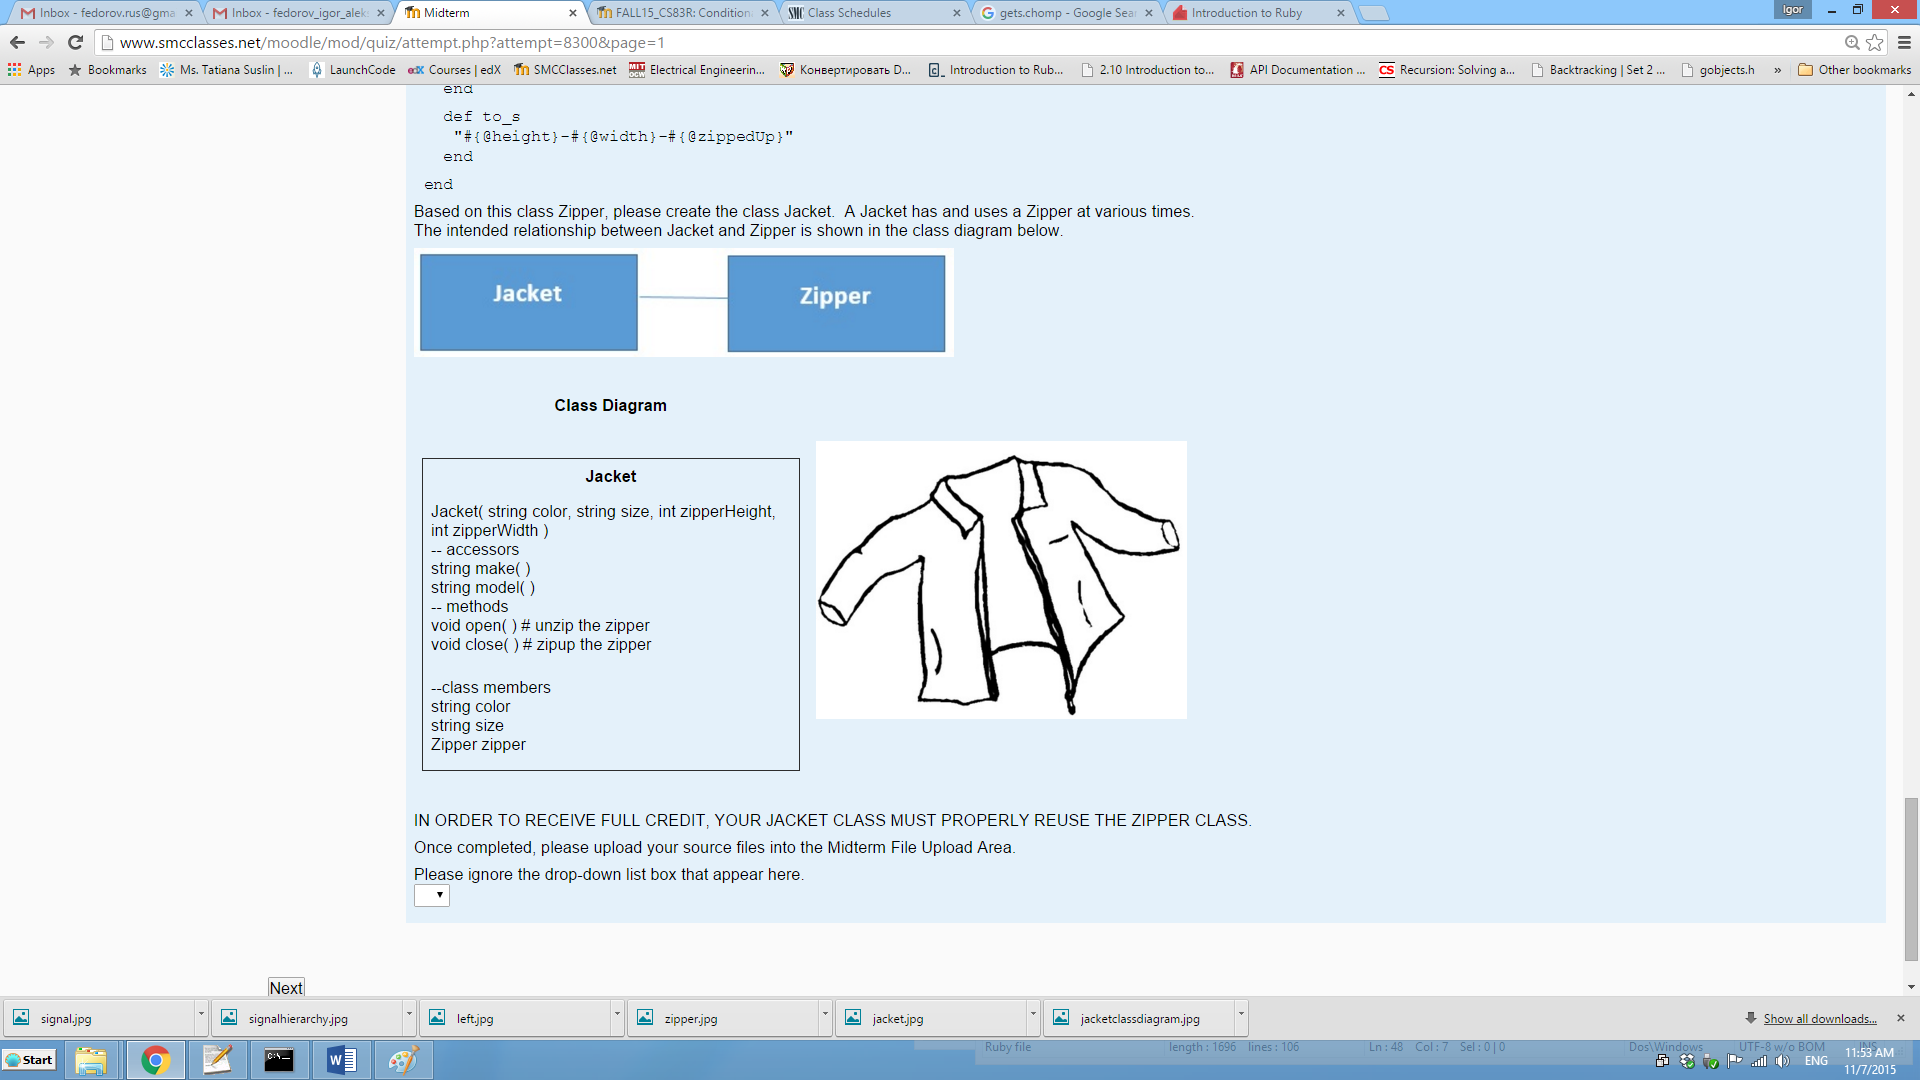 Inbox - fedorov.rus@gma
Inbox - fedorov_igor_alek
Midterm
FALL15_CS83R: Condition
SMC Class Schedules
gets.chomp - Google Sea
Introduction to Ruby
Igor
www.smcclasses.net/moodle/mod/quiz/attempt.php?attempt=8300&page=1
Apps
Bookmarks
Ms. Tatiana Suslin | ...
LaunchCode
edX Courses | edX
SMCClasses.net
MIT OCW Electrical Engineerin...
Конвертировать D...
Introduction to Rub...
2.10 Introduction to...
API Documentation ...
CS Recursion: Solving a...
Backtracking | Set 2 ...
gobjects.h
»
Other bookmarks
end
def to_s
"#{@height}-#{@width}-#{@zippedUp}"
end
end
Based on this class Zipper, please create the class Jacket. A Jacket has and uses a Zipper at various times.
The intended relationship between Jacket and Zipper is shown in the class diagram below.
Jacket
Zipper
Class Diagram
Jacket
Jacket( string color, string size, int zipperHeight,
int zipperWidth )
-- accessors
string make( )
string model( )
-- methods
void open( ) # unzip the zipper
void close( ) # zipup the zipper
--class members
string color
string size
Zipper zipper
IN ORDER TO RECEIVE FULL CREDIT, YOUR JACKET CLASS MUST PROPERLY REUSE THE ZIPPER CLASS.
Once completed, please upload your source files into the Midterm File Upload Area.
Please ignore the drop-down list box that appear here.
Next
signal.jpg
signalhierarchy.jpg
left.jpg
zipper.jpg
jacket.jpg
jacketclassdiagram.jpg
Show all downloads...
Start
Ruby file
length : 1696 lines : 106
Ln : 48 Col : 7 Sel : 0 | 0
Dos\Windows
UTF-8 w/o BOM
INS
ENG
11:53 AM
11/7/2015